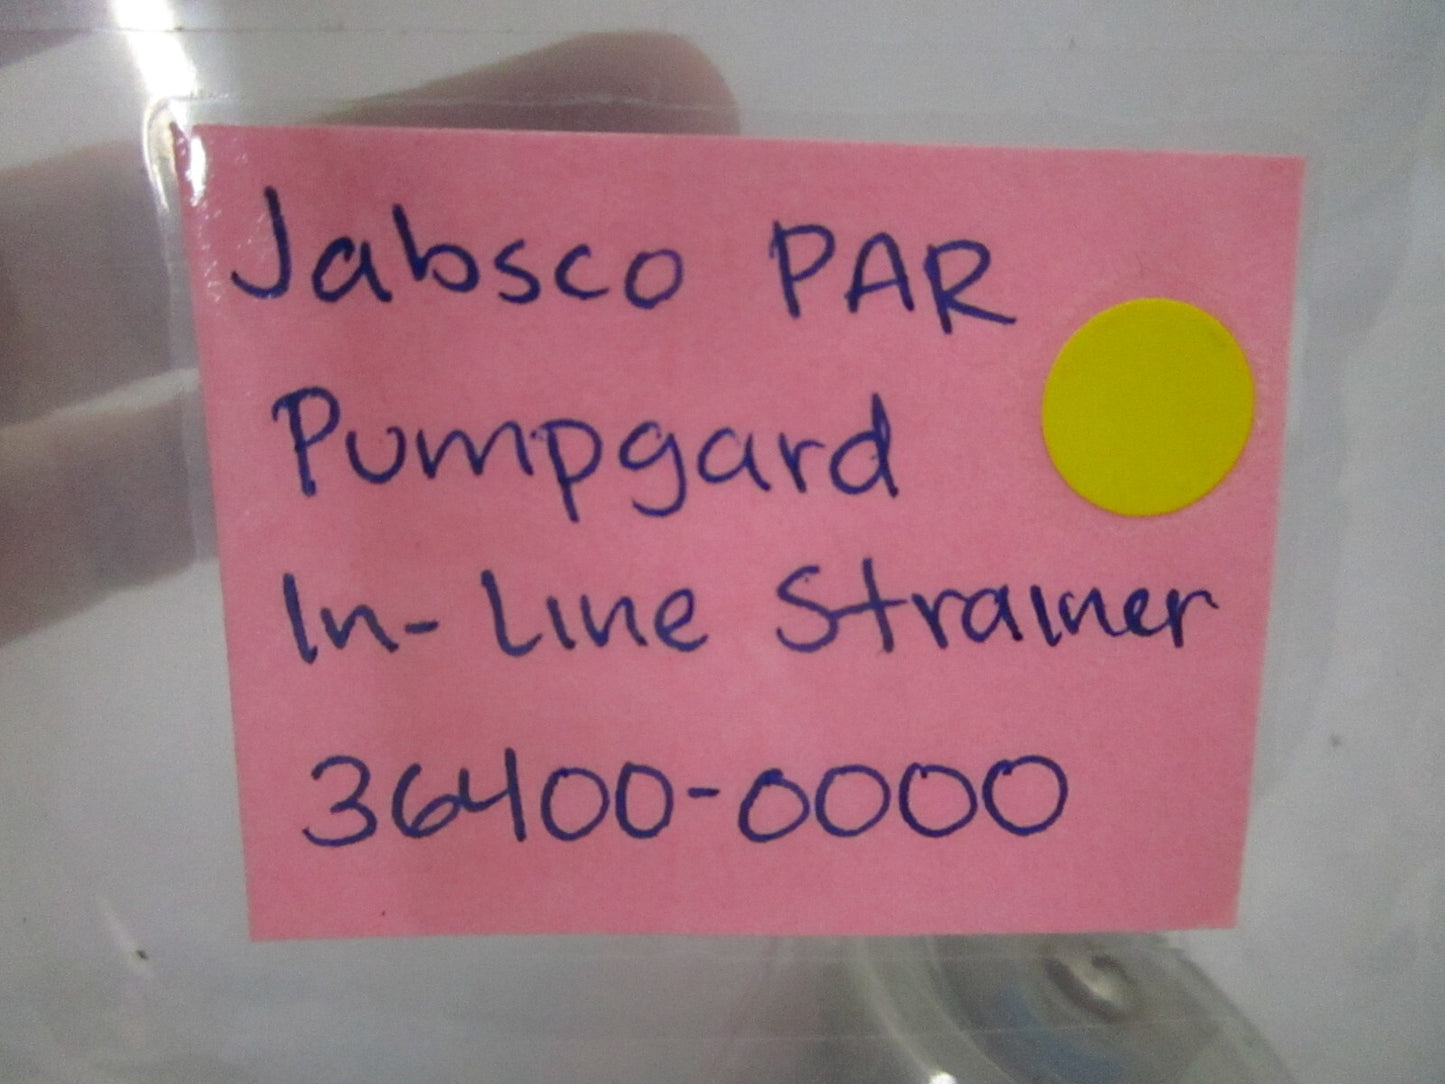 Jabsco PAR
Pumpgard
In-Line Strainer
36400-0000